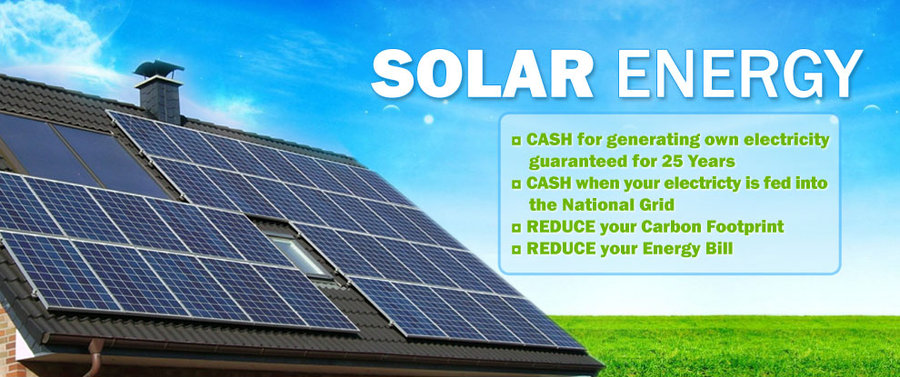 SOLAR ENERGY
¤ CASH for generating own electricity
guaranteed for 25 Years
¤ CASH when your electricty is fed into
the National Grid
¤ REDUCE your Carbon Footprint
¤ REDUCE your Energy Bill